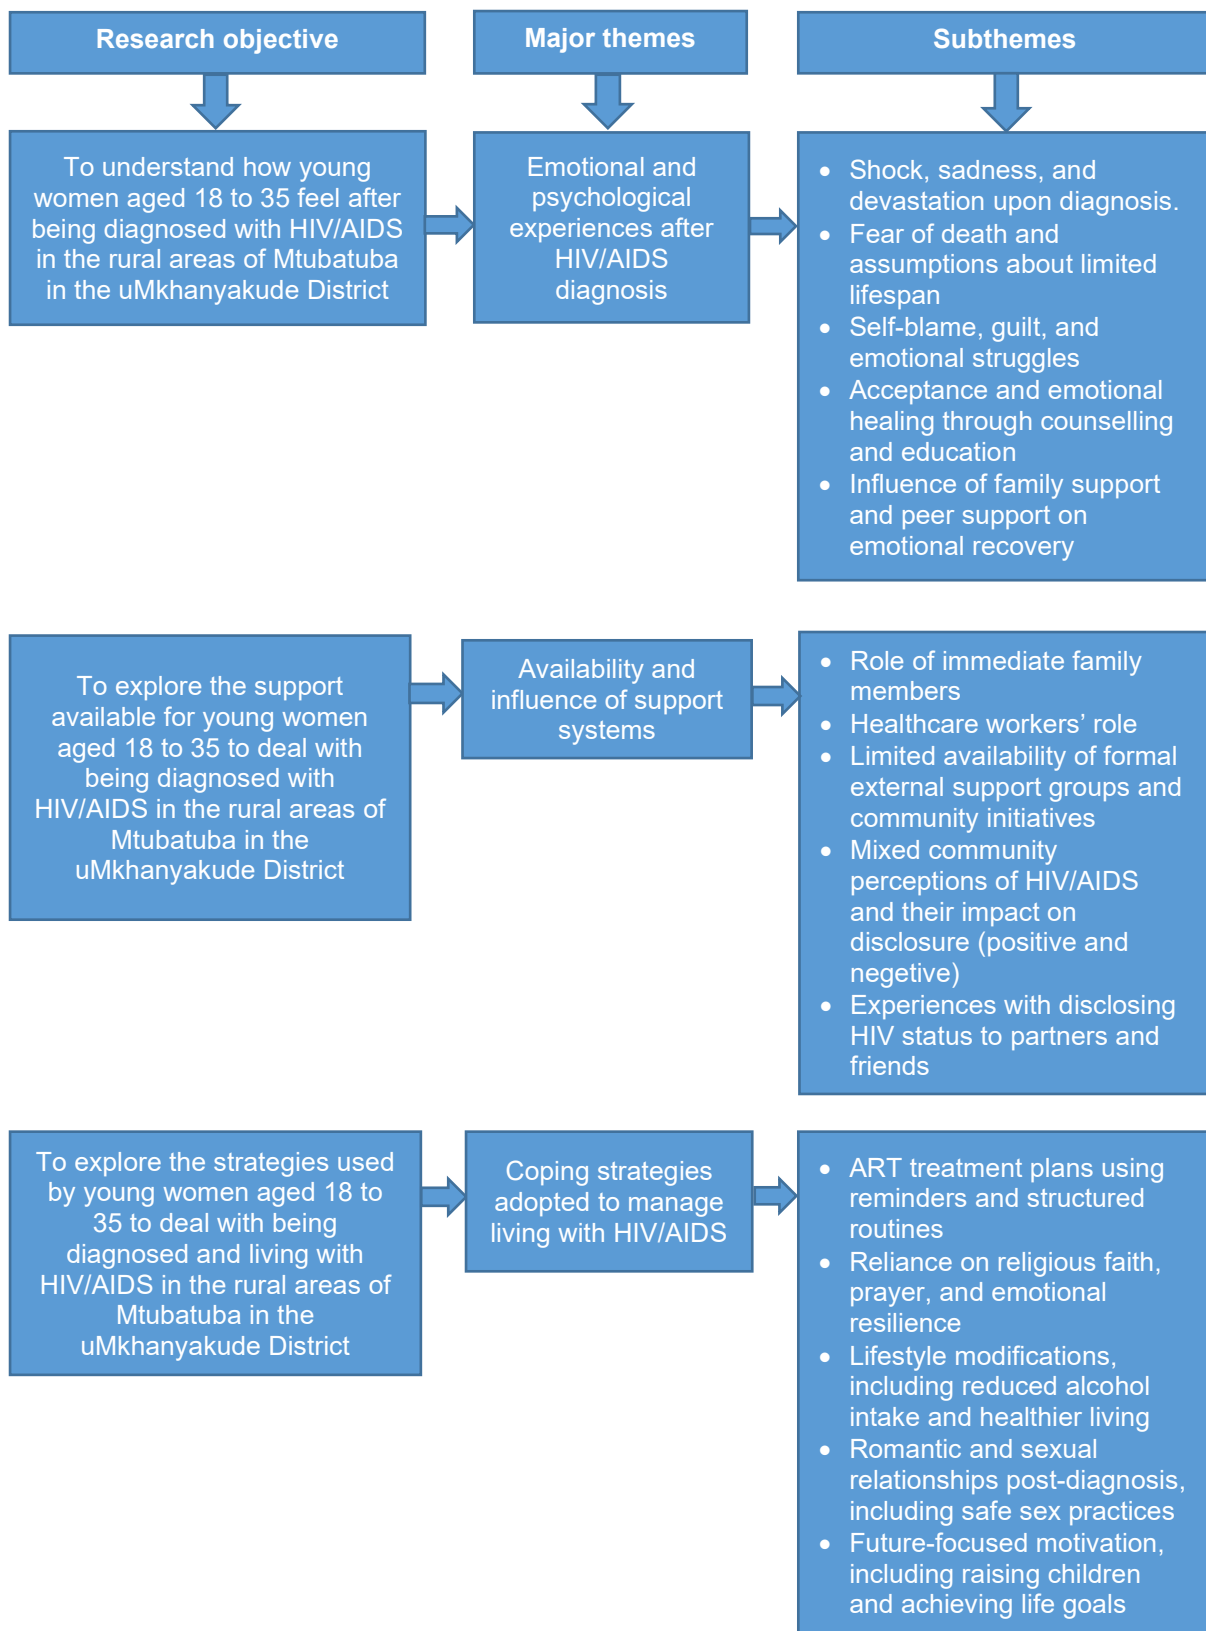 Research objective
Major themes
Subthemes
To understand how young
women aged 18 to 35 feel after
being diagnosed with HIV/AIDS
in the rural areas of Mtubatuba
in the uMkhanyakude District
Emotional and
psychological
experiences after
HIV/AIDS
diagnosis
• Shock, sadness, and
devastation upon diagnosis.
• Fear of death and
assumptions about limited
lifespan
• Self-blame, guilt, and
emotional struggles
• Acceptance and emotional
healing through counselling
and education
• Influence of family support
and peer support on
emotional recovery
To explore the support
available for young women
aged 18 to 35 to deal with
being diagnosed with
HIV/AIDS in the rural areas of
Mtubatuba in the
uMkhanyakude District
Availability and
influence of support
systems
• Role of immediate family
members
• Healthcare workers’ role
• Limited availability of formal
external support groups and
community initiatives
• Mixed community
perceptions of HIV/AIDS
and their impact on
disclosure (positive and
negetive)
• Experiences with disclosing
HIV status to partners and
friends
To explore the strategies used
by young women aged 18 to
35 to deal with being
diagnosed and living with
HIV/AIDS in the rural areas of
Mtubatuba in the
uMkhanyakude District
Coping strategies
adopted to manage
living with HIV/AIDS
• ART treatment plans using
reminders and structured
routines
• Reliance on religious faith,
prayer, and emotional
resilience
• Lifestyle modifications,
including reduced alcohol
intake and healthier living
• Romantic and sexual
relationships post-diagnosis,
including safe sex practices
• Future-focused motivation,
including raising children
and achieving life goals